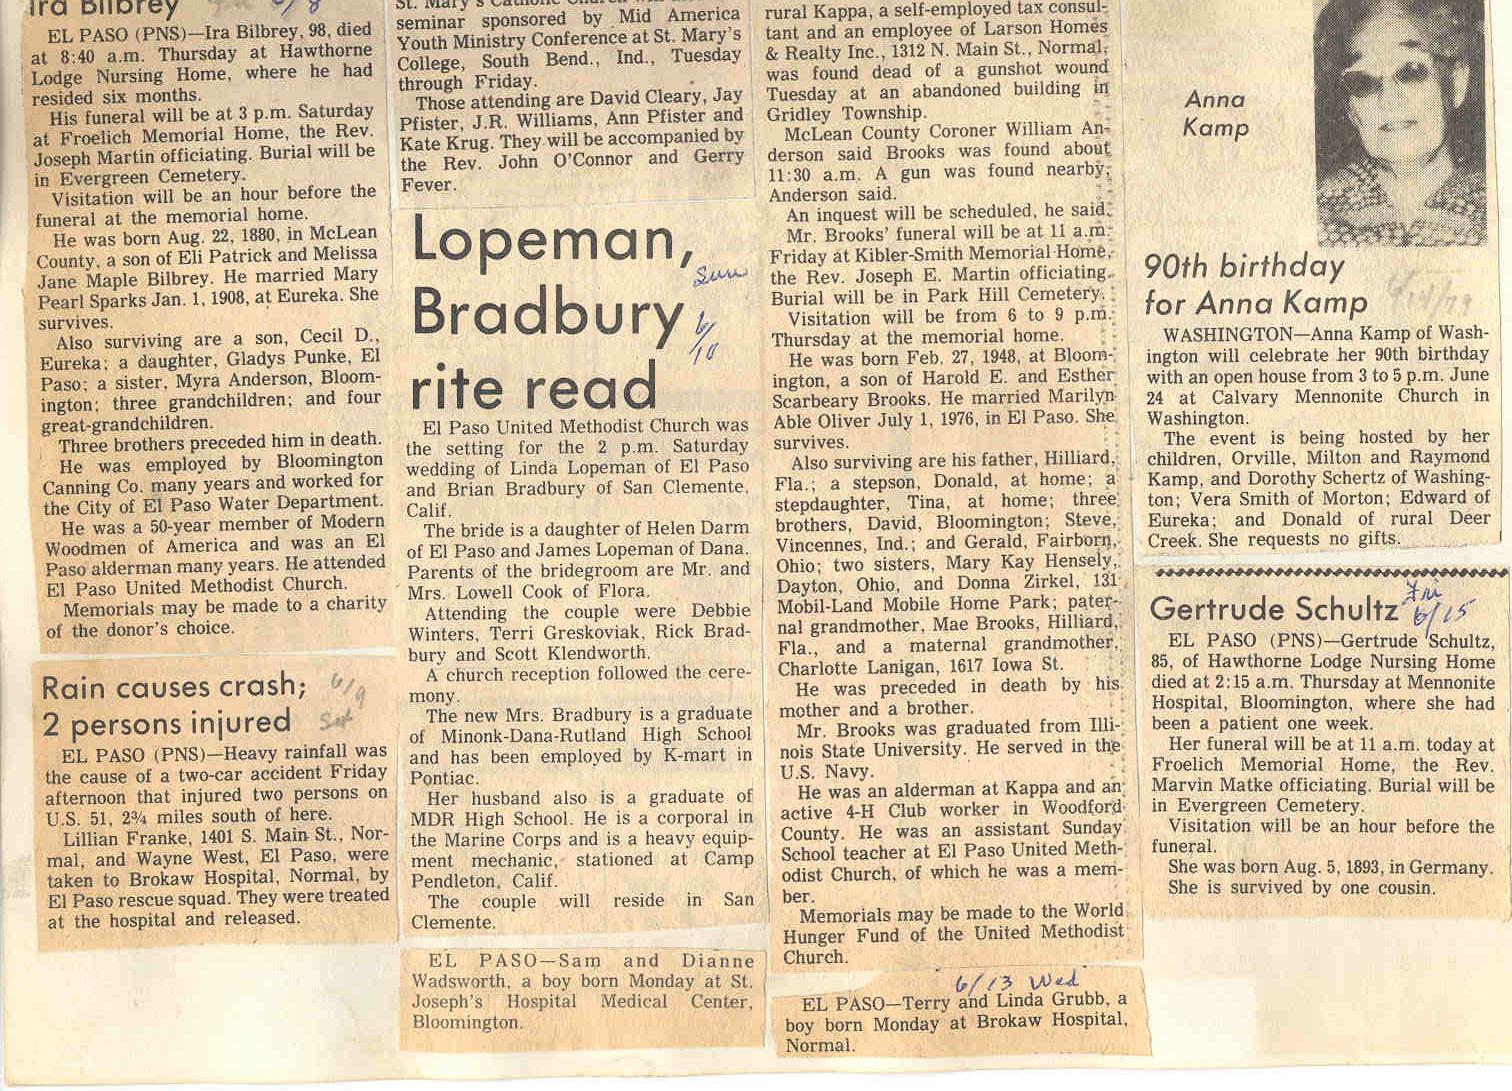 Ira Bilbrey
6/8
EL PASO (PNS)—Ira Bilbrey, 98, died
at 8:40 a.m. Thursday at Hawthorne
Lodge Nursing Home, where he had
resided six months.
His funeral will be at 3 p.m. Saturday
at Froelich Memorial Home, the Rev.
Joseph Martin officiating. Burial will be
in Evergreen Cemetery.
Visitation will be an hour before the
funeral at the memorial home.
He was born Aug. 22, 1880, in McLean
County, a son of Eli Patrick and Melissa
Jane Maple Bilbrey. He married Mary
Pearl Sparks Jan. 1, 1908, at Eureka. She
survives.
Also surviving are a son, Cecil D.,
Eureka; a daughter, Gladys Punke, El
Paso; a sister, Myra Anderson, Bloom-
ington; three grandchildren; and four
great-grandchildren.
Three brothers preceded him in death.
He was employed by Bloomington
Canning Co. many years and worked for
the City of El Paso Water Department.
He was a 50-year member of Modern
Woodmen of America and was an El
Paso alderman many years. He attended
El Paso United Methodist Church.
Memorials may be made to a charity
of the donor's choice.
Rain causes crash;
2 persons injured
6/9
Sat
EL PASO (PNS)—Heavy rainfall was
the cause of a two-car accident Friday
afternoon that injured two persons on
U.S. 51, 2¾ miles south of here.
Lillian Franke, 1401 S. Main St., Nor-
mal, and Wayne West, El Paso, were
taken to Brokaw Hospital, Normal, by
El Paso rescue squad. They were treated
at the hospital and released.
St. Mary's Catholic Church will
seminar sponsored by Mid America
Youth Ministry Conference at St. Mary's
College, South Bend., Ind., Tuesday
through Friday.
Those attending are David Cleary, Jay
Pfister, J.R. Williams, Ann Pfister and
Kate Krug. They will be accompanied by
the Rev. John O'Connor and Gerry
Fever.
Lopeman,
Bradbury
rite read
Sun
6/10
El Paso United Methodist Church was
the setting for the 2 p.m. Saturday
wedding of Linda Lopeman of El Paso
and Brian Bradbury of San Clemente,
Calif.
The bride is a daughter of Helen Darm
of El Paso and James Lopeman of Dana.
Parents of the bridegroom are Mr. and
Mrs. Lowell Cook of Flora.
Attending the couple were Debbie
Winters, Terri Greskoviak, Rick Brad-
bury and Scott Klendworth.
A church reception followed the cere-
mony.
The new Mrs. Bradbury is a graduate
of Minonk-Dana-Rutland High School
and has been employed by K-mart in
Pontiac.
Her husband also is a graduate of
MDR High School. He is a corporal in
the Marine Corps and is a heavy equip-
ment mechanic, stationed at Camp
Pendleton, Calif.
The couple will reside in San
Clemente.
EL PASO—Sam and Dianne
Wadsworth, a boy born Monday at St.
Joseph's Hospital Medical Center,
Bloomington.
rural Kappa, a self-employed tax consul-
tant and an employee of Larson Homes
& Realty Inc., 1312 N. Main St., Normal,
was found dead of a gunshot wound
Tuesday at an abandoned building in
Gridley Township.
McLean County Coroner William An-
derson said Brooks was found about
11:30 a.m. A gun was found nearby,
Anderson said.
An inquest will be scheduled, he said.
Mr. Brooks' funeral will be at 11 a.m.
Friday at Kibler-Smith Memorial Home,
the Rev. Joseph E. Martin officiating.
Burial will be in Park Hill Cemetery.
Visitation will be from 6 to 9 p.m.
Thursday at the memorial home.
He was born Feb. 27, 1948, at Bloom-
ington, a son of Harold E. and Esther
Scarbeary Brooks. He married Marilyn
Able Oliver July 1, 1976, in El Paso. She
survives.
Also surviving are his father, Hilliard,
Fla.; a stepson, Donald, at home; a
stepdaughter, Tina, at home; three
brothers, David, Bloomington; Steve,
Vincennes, Ind.; and Gerald, Fairborn,
Ohio; two sisters, Mary Kay Hensely,
Dayton, Ohio, and Donna Zirkel, 131
Mobil-Land Mobile Home Park; pater-
nal grandmother, Mae Brooks, Hilliard,
Fla., and a maternal grandmother,
Charlotte Lanigan, 1617 Iowa St.
He was preceded in death by his
mother and a brother.
Mr. Brooks was graduated from Illi-
nois State University. He served in the
U.S. Navy.
He was an alderman at Kappa and an
active 4-H Club worker in Woodford
County. He was an assistant Sunday
School teacher at El Paso United Meth-
odist Church, of which he was a mem-
ber.
Memorials may be made to the World
Hunger Fund of the United Methodist
Church.
6/13 Wed
EL PASO—Terry and Linda Grubb, a
boy born Monday at Brokaw Hospital,
Normal.
Anna
Kamp
90th birthday
for Anna Kamp
WASHINGTON—Anna Kamp of Wash-
ington will celebrate her 90th birthday
with an open house from 3 to 5 p.m. June
24 at Calvary Mennonite Church in
Washington.
The event is being hosted by her
children, Orville, Milton and Raymond
Kamp, and Dorothy Schertz of Washing-
ton; Vera Smith of Morton; Edward of
Eureka; and Donald of rural Deer
Creek. She requests no gifts.
Gertrude Schultz
Fri
6/15
EL PASO (PNS)—Gertrude Schultz,
85, of Hawthorne Lodge Nursing Home
died at 2:15 a.m. Thursday at Mennonite
Hospital, Bloomington, where she had
been a patient one week.
Her funeral will be at 11 a.m. today at
Froelich Memorial Home, the Rev.
Marvin Matke officiating. Burial will be
in Evergreen Cemetery.
Visitation will be an hour before the
funeral.
She was born Aug. 5, 1893, in Germany.
She is survived by one cousin.